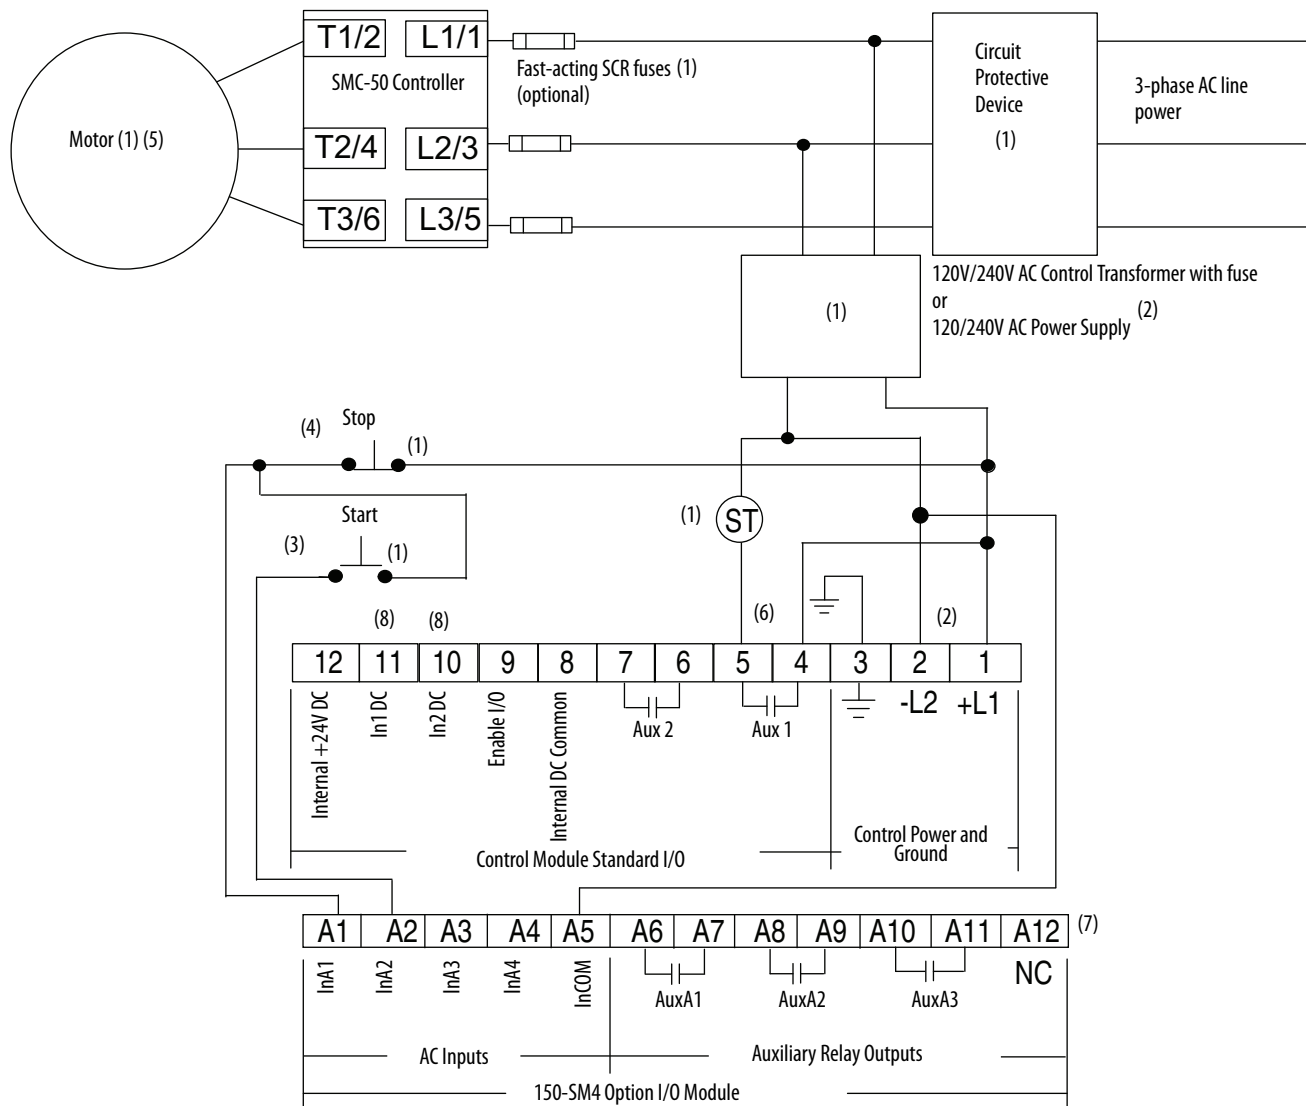 T1/2 L1/1
SMC-50 Controller
Fast-acting SCR fuses (1)
(optional)
Circuit
Protective
Device
(1)
3-phase AC line
power
Motor (1) (5)
T2/4 L2/3
T3/6 L3/5
(1)
120V/240V AC Control Transformer with fuse
or
120/240V AC Power Supply (2)
Stop
(4) (1)
Start
(3) (1)
(1) ST
(8) (8) (6) (2)
12 11 10 9 8 7 6 5 4 3 2 1
Internal +24V DC
In1 DC
In2 DC
Enable I/O
Internal DC Common
Aux 2
Aux 1
-L2 +L1
Control Module Standard I/O
Control Power and
Ground
A1 A2 A3 A4 A5 A6 A7 A8 A9 A10 A11 A12 (7)
InA1
InA2
InA3
InA4
InCOM
AuxA1
AuxA2
AuxA3
NC
AC Inputs
Auxiliary Relay Outputs
150-SM4 Option I/O Module